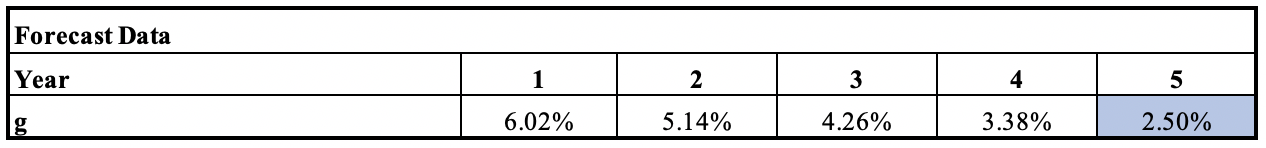 Forecast Data
Year 1 2 3 4 5
g 6.02% 5.14% 4.26% 3.38% 2.50%